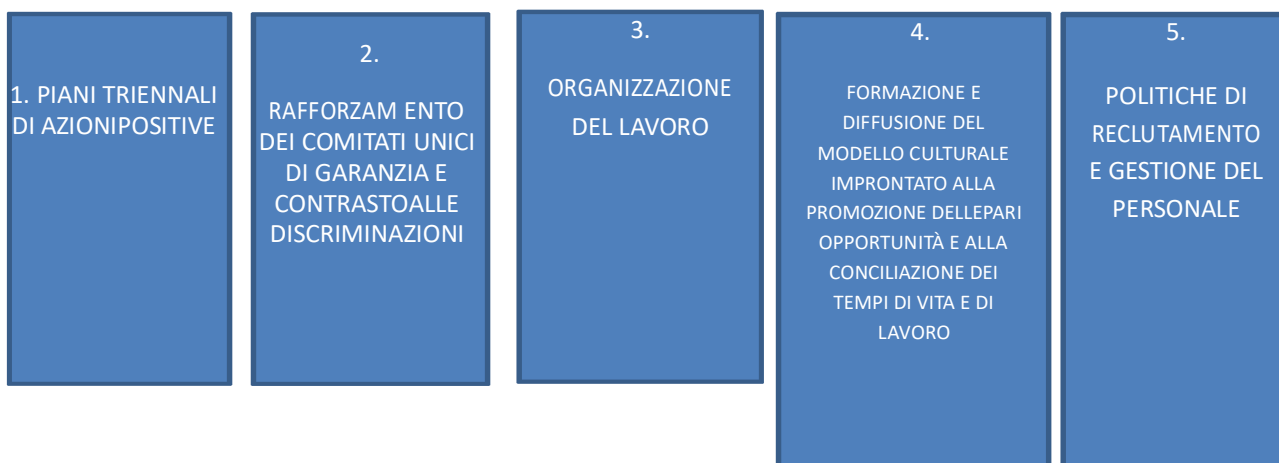 1. PIANI TRIENNALI
DI AZIONIPOSITIVE
2.
RAFFORZAM ENTO
DEI COMITATI UNICI
DI GARANZIA E
CONTRASTOALLE
DISCRIMINAZIONI
3.
ORGANIZZAZIONE
DEL LAVORO
4.
FORMAZIONE E
DIFFUSIONE DEL
MODELLO CULTURALE
IMPRONTATO ALLA
PROMOZIONE DELLEPARI
OPPORTUNITÀ E ALLA
CONCILIAZIONE DEI
TEMPI DI VITA E DI
LAVORO
5.
POLITICHE DI
RECLUTAMENTO
E GESTIONE DEL
PERSONALE